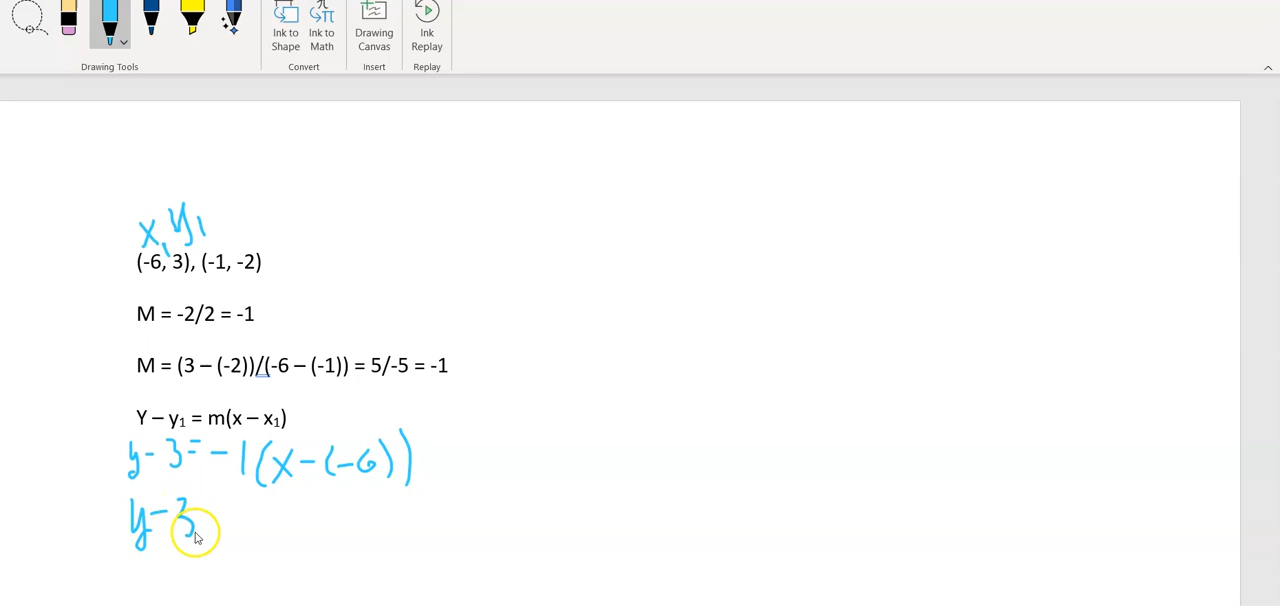 Ink to
Shape
Ink to
Math
Drawing
Canvas
Ink
Replay
Drawing Tools
Convert
Insert
Replay
x₁ y₁
(-6, 3), (-1, -2)
M = -2/2 = -1
M = (3 – (-2))/(-6 – (-1)) = 5/-5 = -1
Y – y₁ = m(x – x₁)
y - 3 = -1(x - (-6))
y - 3